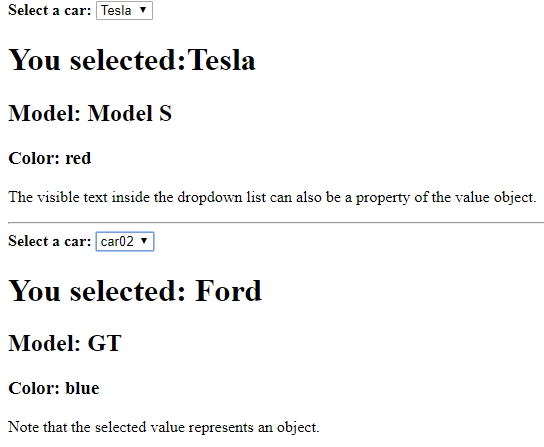 Select a car: Tesla
You selected:Tesla
Model: Model S
Color: red
The visible text inside the dropdown list can also be a property of the value object.
Select a car: car02
You selected: Ford
Model: GT
Color: blue
Note that the selected value represents an object.